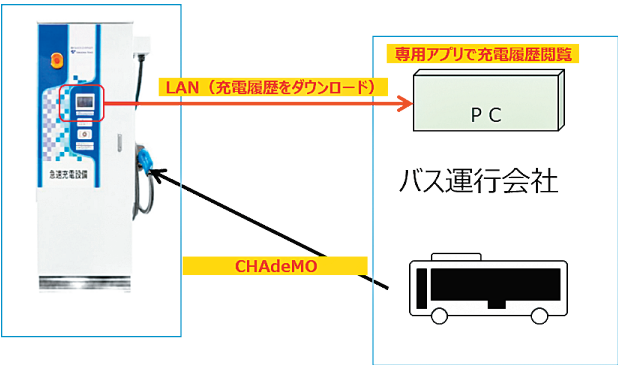 専用アプリで充電履歴閲覧
LAN（充電履歴をダウンロード）
ＰＣ
急速充電設備
バス運行会社
CHAdeMO